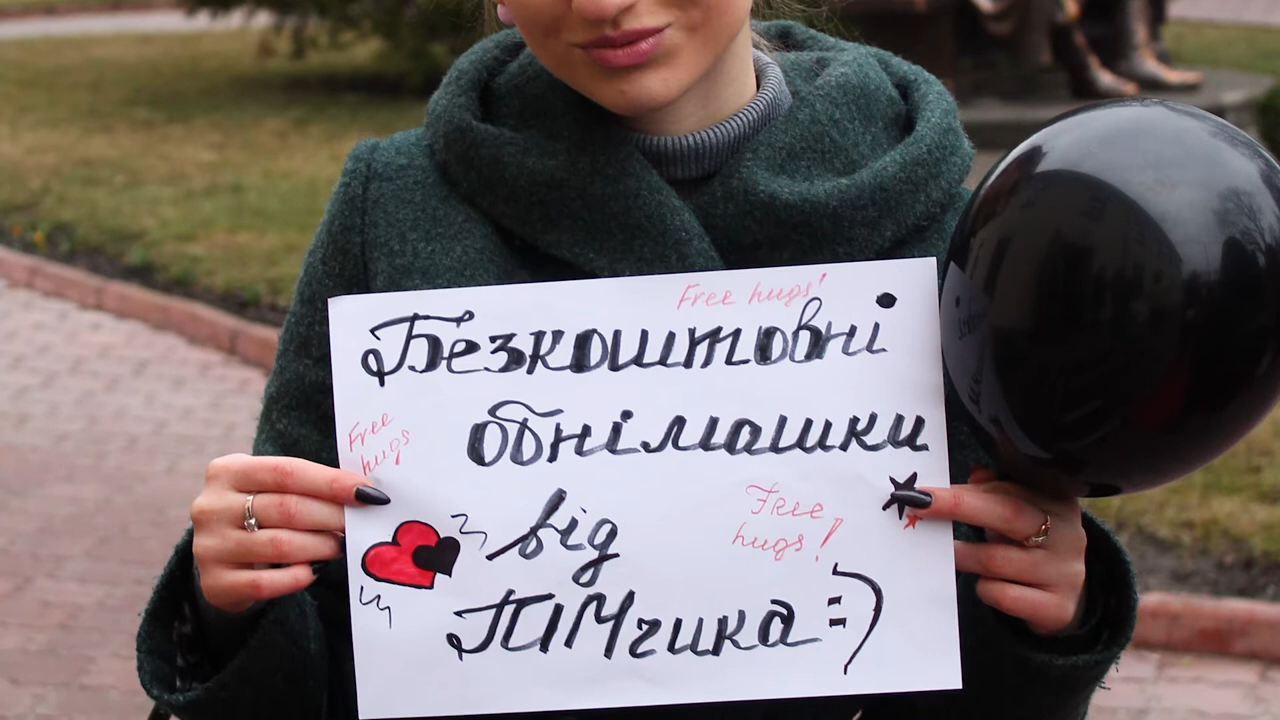 Free hugs!
Безкоштовні
обнімашки
Free
hugs!
від
Free
hugs!
ПІМчика :)